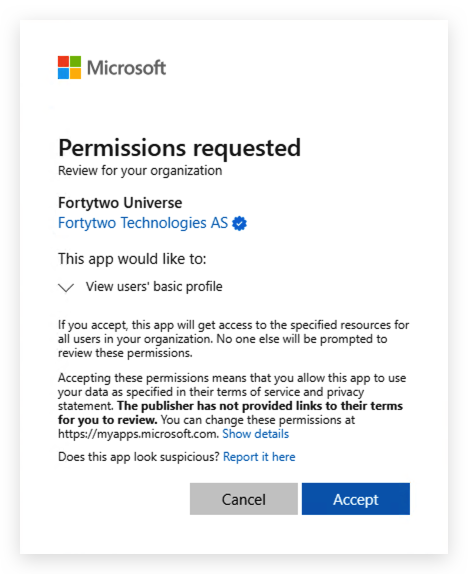 Microsoft
Permissions requested
Review for your organization
Fortytwo Universe
Fortytwo Technologies AS
This app would like to:
View users' basic profile
If you accept, this app will get access to the specified resources for
all users in your organization. No one else will be prompted to
review these permissions.
Accepting these permissions means that you allow this app to use
your data as specified in their terms of service and privacy
statement. The publisher has not provided links to their terms
for you to review. You can change these permissions at
https://myapps.microsoft.com. Show details
Does this app look suspicious? Report it here
Cancel Accept